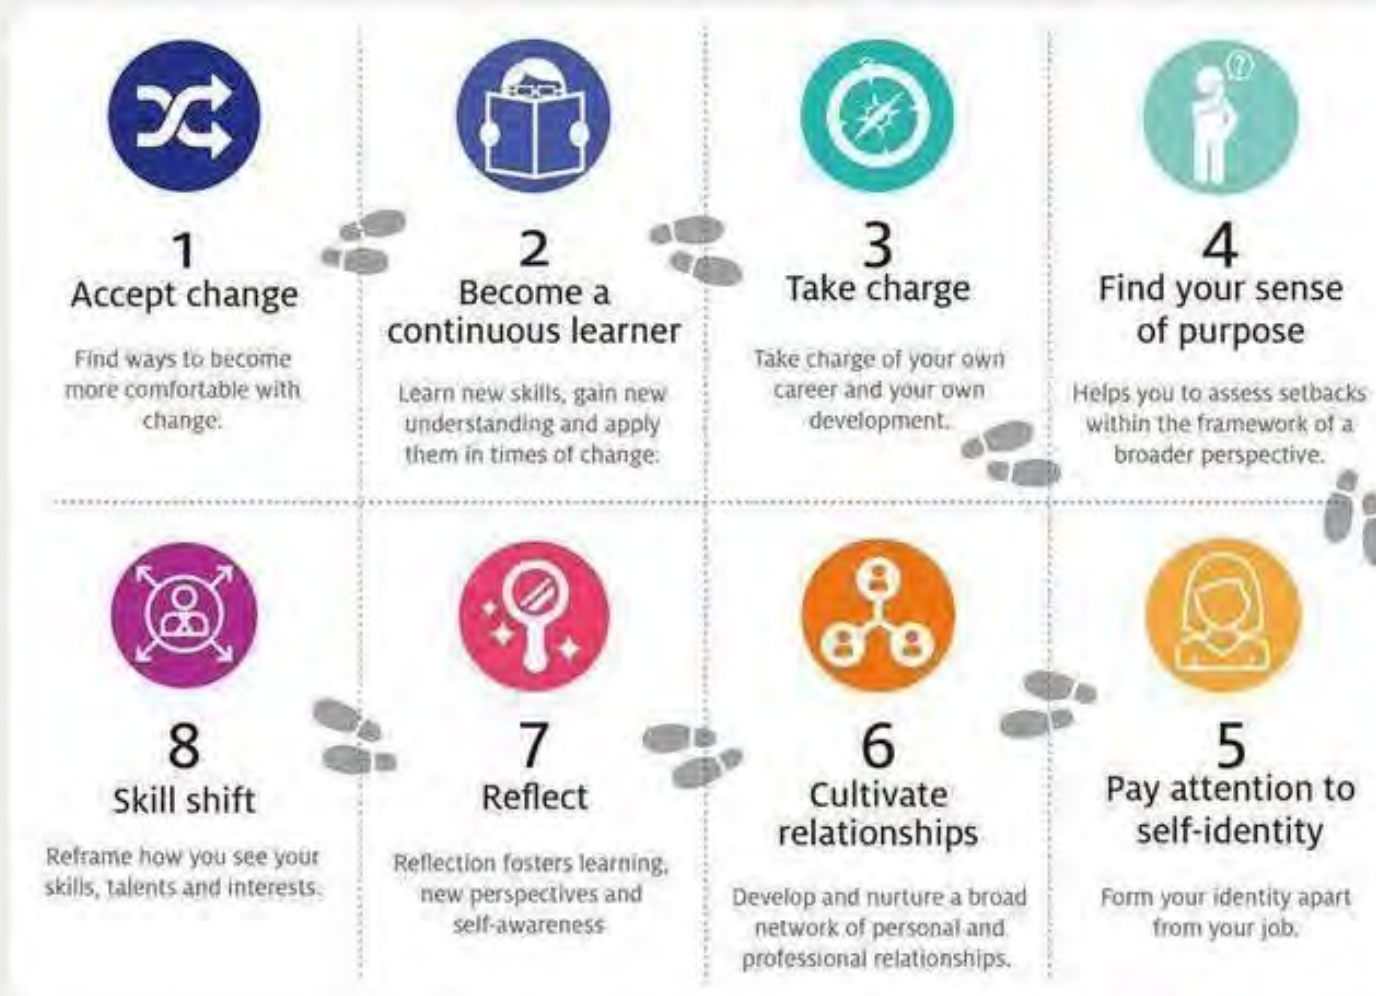 1
Accept change
Find ways to become
more comfortable with
change.
2
Become a
continuous learner
Learn new skills, gain new
understanding and apply
them in times of change.
3
Take charge
Take charge of your own
career and your own
development.
?
4
Find your sense
of purpose
Helps you to assess setbacks
within the framework of a
broader perspective.
5
Pay attention to
self-identity
Form your identity apart
from your job.
6
Cultivate
relationships
Develop and nurture a broad
network of personal and
professional relationships.
7
Reflect
Reflection fosters learning,
new perspectives and
self-awareness
8
Skill shift
Reframe how you see your
skills, talents and interests.